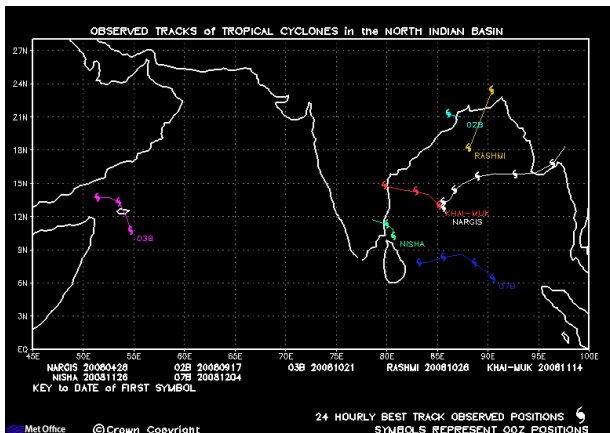 OBSERVED TRACKS of TROPICAL CYCLONES in the NORTH INDIAN BASIN
27N
24N
21N
18N
15N
12N
9N
6N
3N
EQ
02B
RASHMI
KHAI-MUK
NARGIS
NISHA
03B
07B
45E 50E 55E 60E 65E 70E 75E 80E 85E 90E 95E 100E
NARGIS 20080428 02B 20080917 03B 20081021 RASHMI 20081026 KHAI-MUK 20081114
NISHA 20081126 07B 20081204
KEY to DATE of FIRST SYMBOL
24 HOURLY BEST TRACK OBSERVED POSITIONS
SYMBOLS REPRESENT 00Z POSITIONS
Met Office ©Crown Copyright